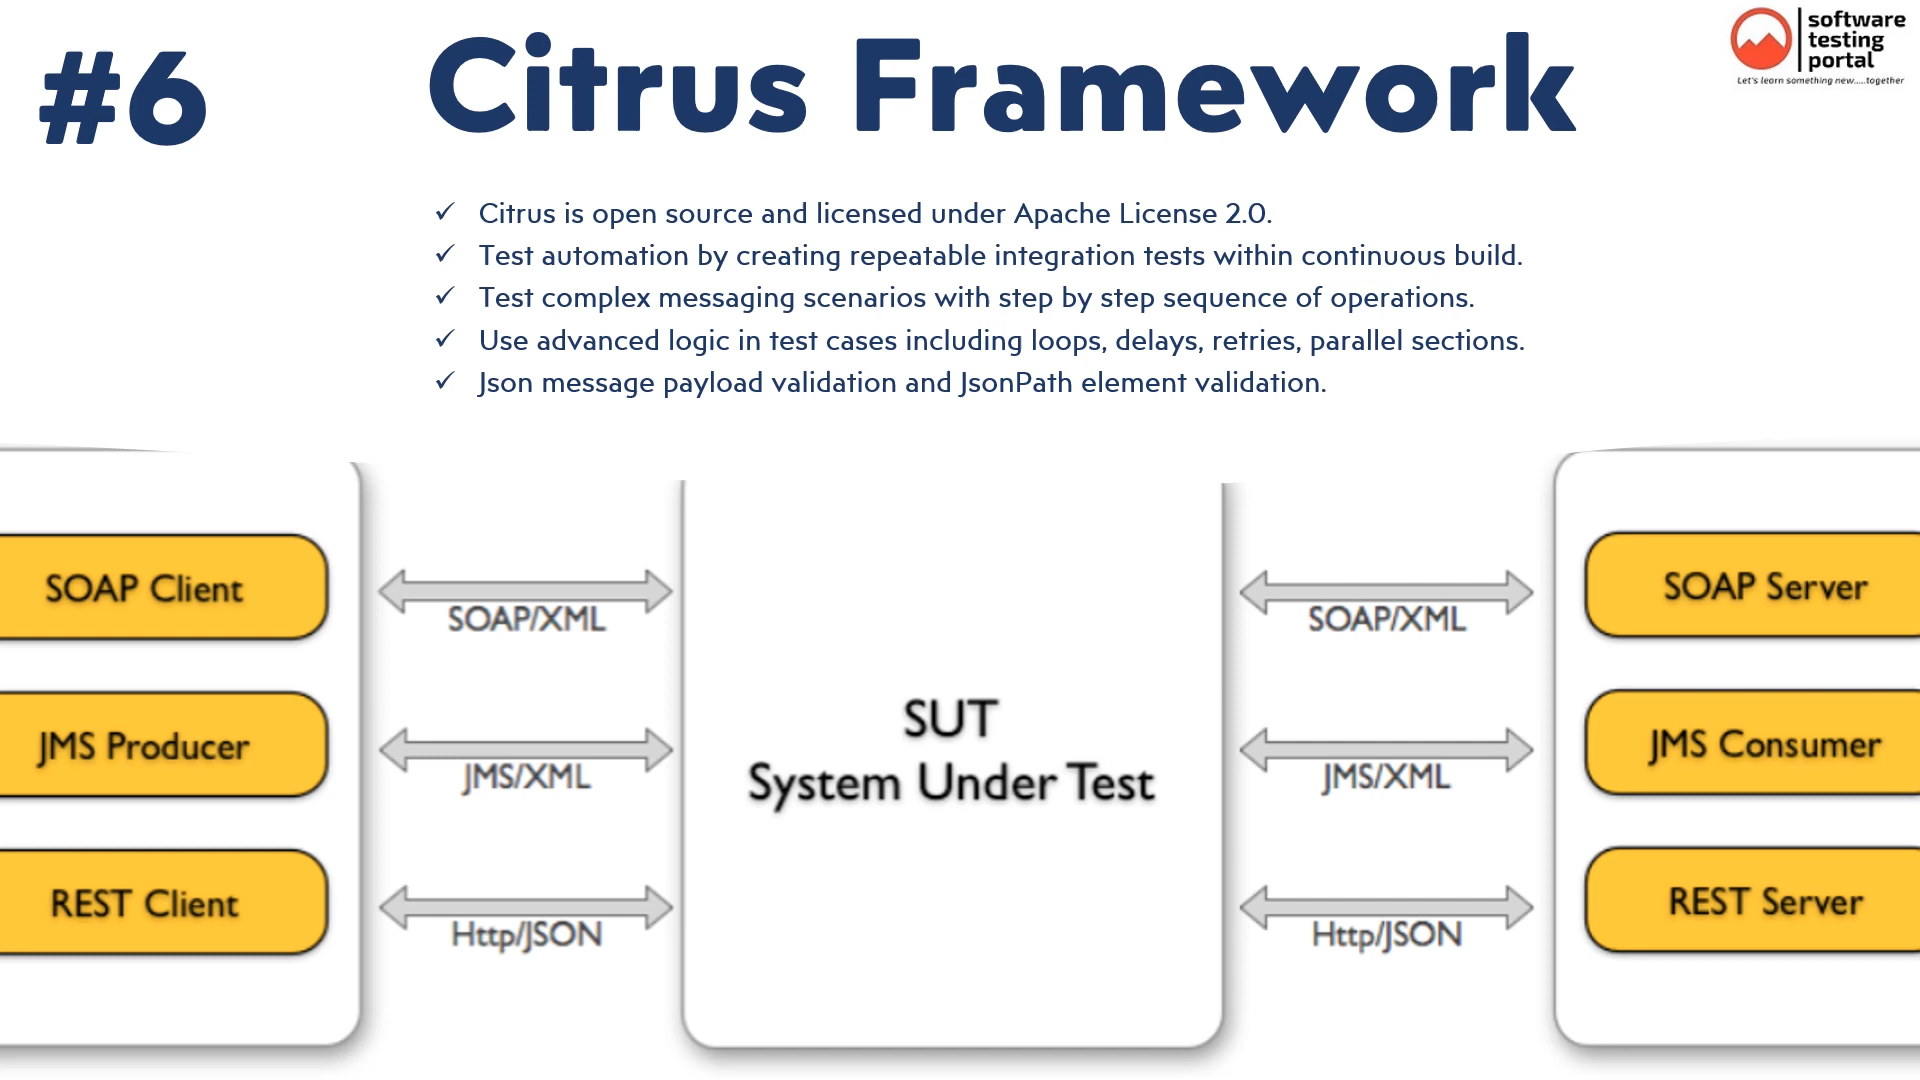 #6
Citrus Framework
software
testing
portal
Let's learn something new.....together
✓ Citrus is open source and licensed under Apache License 2.0.
✓ Test automation by creating repeatable integration tests within continuous build.
✓ Test complex messaging scenarios with step by step sequence of operations.
✓ Use advanced logic in test cases including loops, delays, retries, parallel sections.
✓ Json message payload validation and JsonPath element validation.
SOAP Client
SOAP/XML
SOAP/XML
SOAP Server
JMS Producer
JMS/XML
SUT
System Under Test
JMS/XML
JMS Consumer
REST Client
Http/JSON
Http/JSON
REST Server